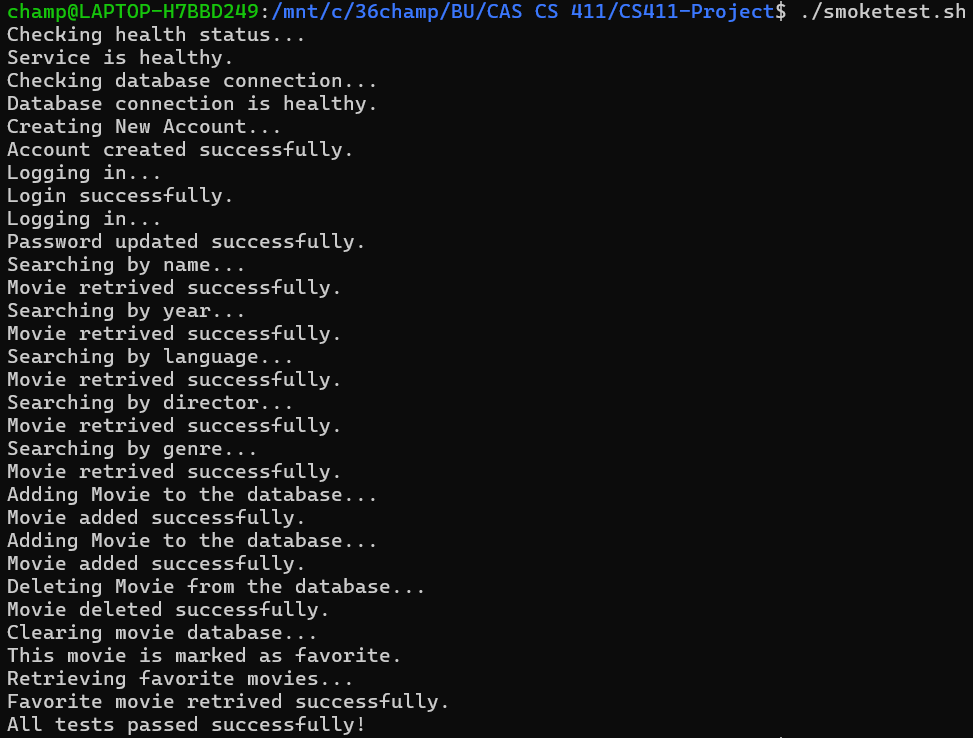 champ@LAPTOP-H7BBD249:/mnt/c/36champ/BU/CAS CS 411/CS411-Project$ ./smoketest.sh
Checking health status...
Service is healthy.
Checking database connection...
Database connection is healthy.
Creating New Account...
Account created successfully.
Logging in...
Login successfully.
Logging in...
Password updated successfully.
Searching by name...
Movie retrived successfully.
Searching by year...
Movie retrived successfully.
Searching by language...
Movie retrived successfully.
Searching by director...
Movie retrived successfully.
Searching by genre...
Movie retrived successfully.
Adding Movie to the database...
Movie added successfully.
Adding Movie to the database...
Movie added successfully.
Deleting Movie from the database...
Movie deleted successfully.
Clearing movie database...
This movie is marked as favorite.
Retrieving favorite movies...
Favorite movie retrived successfully.
All tests passed successfully!